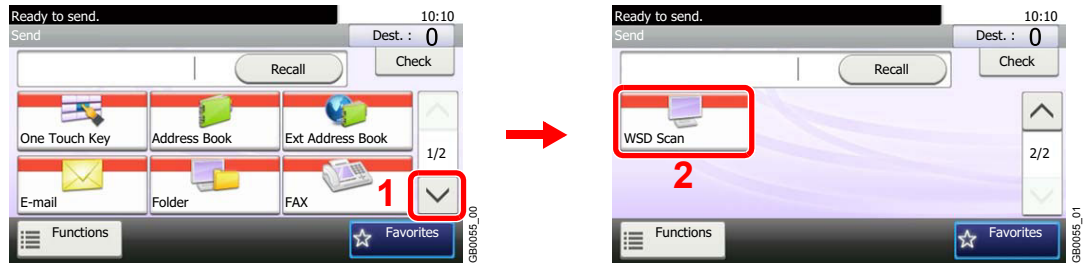 Ready to send.
10:10
Send
Dest. :
0
Recall
Check
One Touch Key
Address Book
Ext Address Book
1/2
E-mail
Folder
FAX
1
Functions
Favorites
GB0055_00
Ready to send.
10:10
Send
Dest. :
0
Recall
Check
WSD Scan
2/2
2
Functions
Favorites
GB0055_01